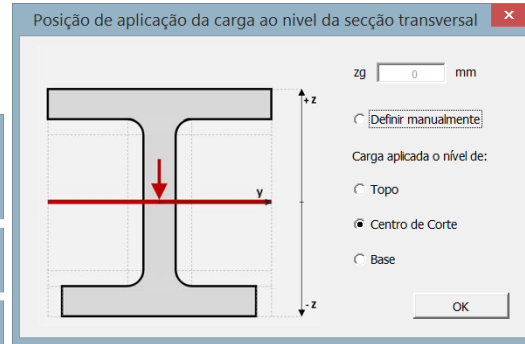 Posição de aplicação da carga ao nivel da secção transversal
x
zg 0 mm
+z
Definir manualmente
Carga aplicada o nível de:
Topo
y
Centro de Corte
Base
-z
OK